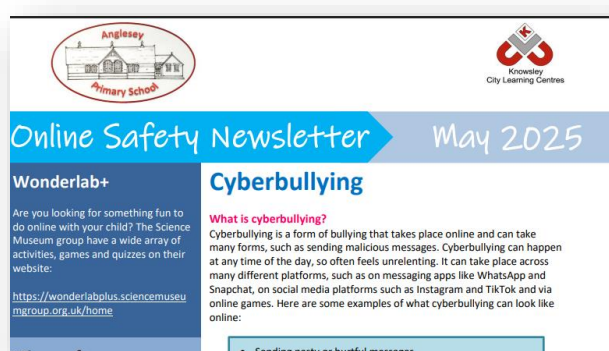 Anglesey
Primary School
Knowsley
City Learning Centres
Online Safety Newsletter
May 2025
Wonderlab+
Are you looking for something fun to
do online with your child? The Science
Museum group have a wide array of
activities, games and quizzes on their
website:
https://wonderlabplus.sciencemuseu
mgroup.org.uk/home
Cyberbullying
What is cyberbullying?
Cyberbullying is a form of bullying that takes place online and can take
many forms, such as sending malicious messages. Cyberbullying can happen
at any time of the day, so often feels unrelenting. It can take place across
many different platforms, such as on messaging apps like WhatsApp and
Snapchat, on social media platforms such as Instagram and TikTok and via
online games. Here are some examples of what cyberbullying can look like
online:
Sending nasty or hurtful messages